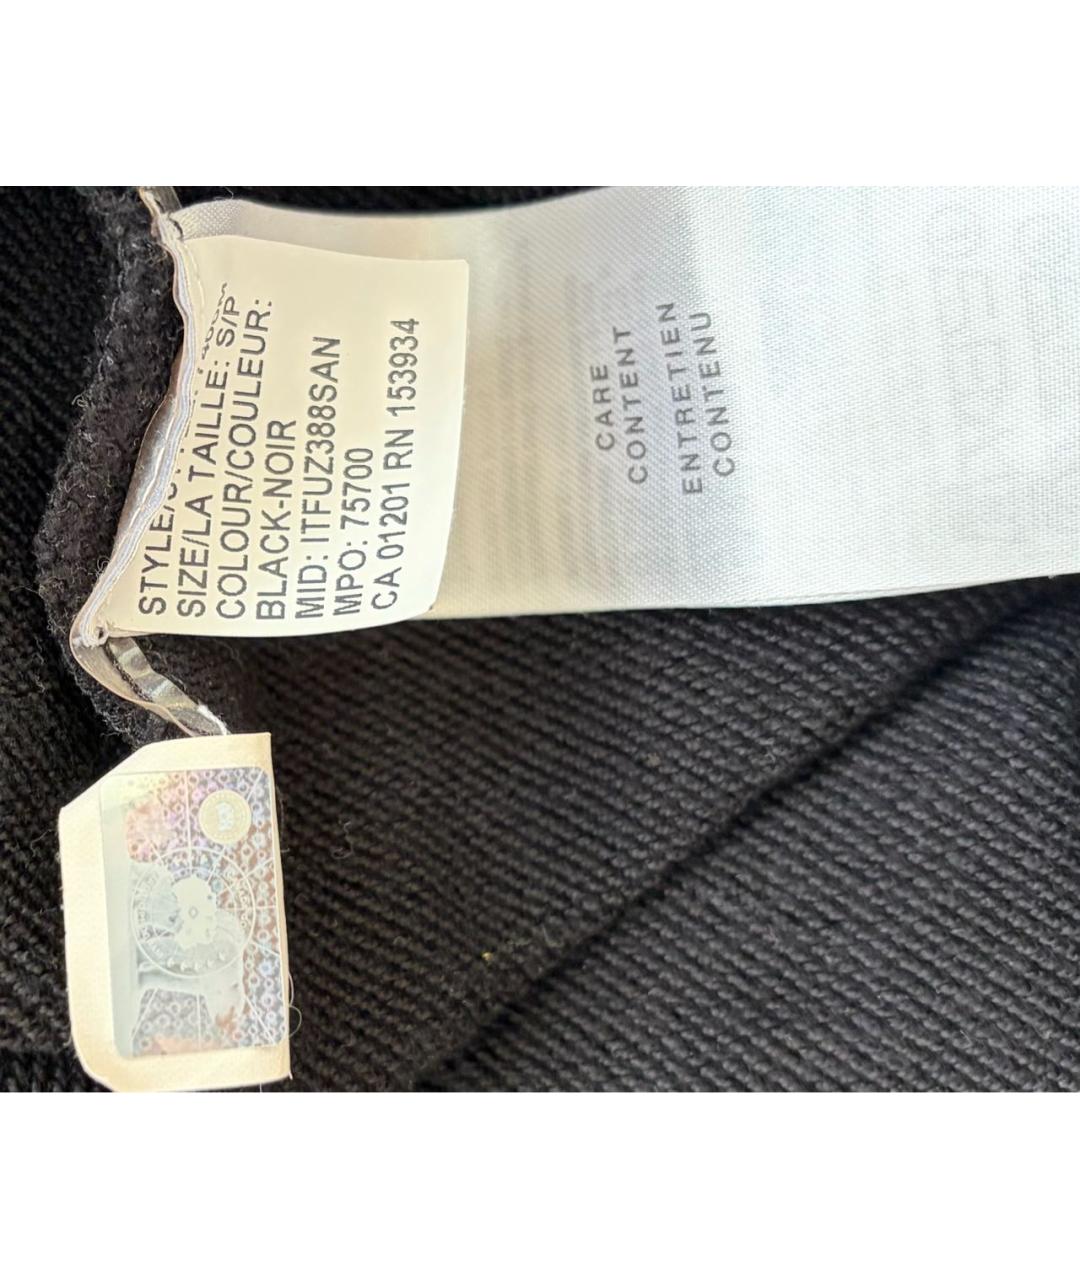 SIZE/LA TAILLE: S/P
COLOUR/COULEUR:
BLACK-NOIR
MID: ITFUZ388SAN
MPO: 75700
CA 01201 RN 153934
CARE
CONTENT
ENTRETIEN
CONTENU